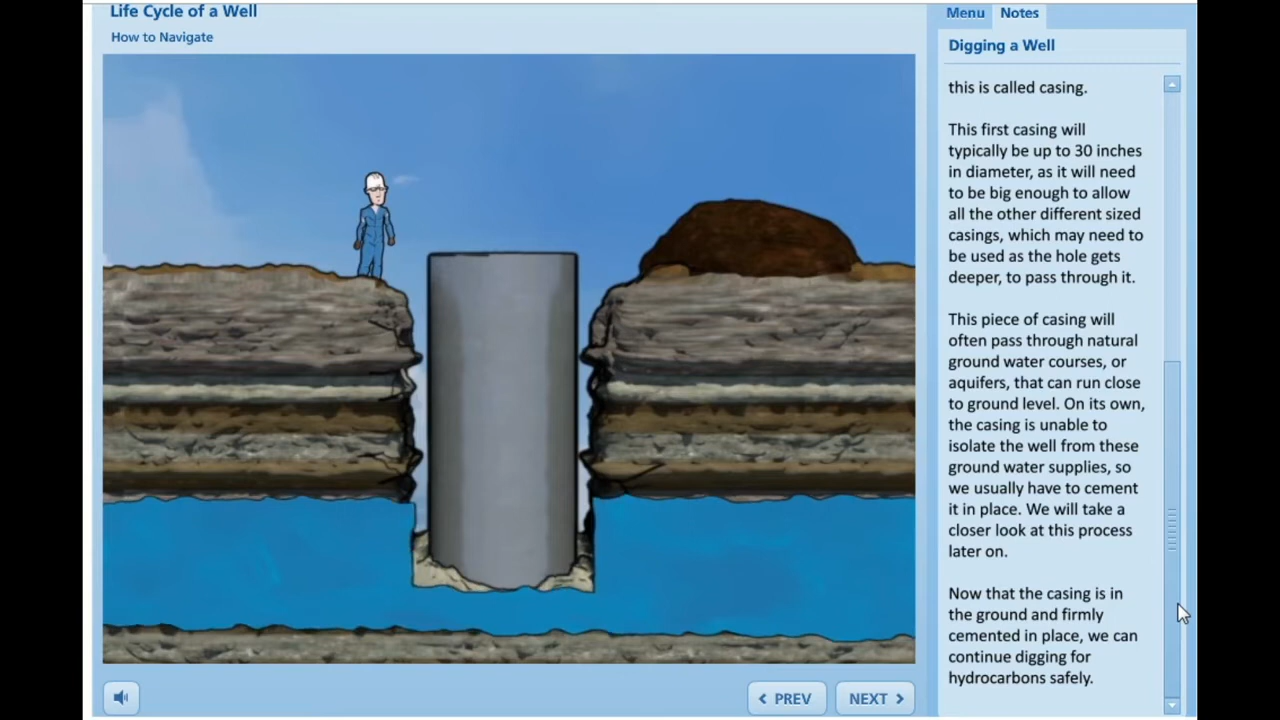 Life Cycle of a Well
How to Navigate
Menu
Notes
Digging a Well
this is called casing.
This first casing will
typically be up to 30 inches
in diameter, as it will need
to be big enough to allow
all the other different sized
casings, which may need to
be used as the hole gets
deeper, to pass through it.
This piece of casing will
often pass through natural
ground water courses, or
aquifers, that can run close
to ground level. On its own,
the casing is unable to
isolate the well from these
ground water supplies, so
we usually have to cement
it in place. We will take a
closer look at this process
later on.
Now that the casing is in
the ground and firmly
cemented in place, we can
continue digging for
hydrocarbons safely.
PREV
NEXT